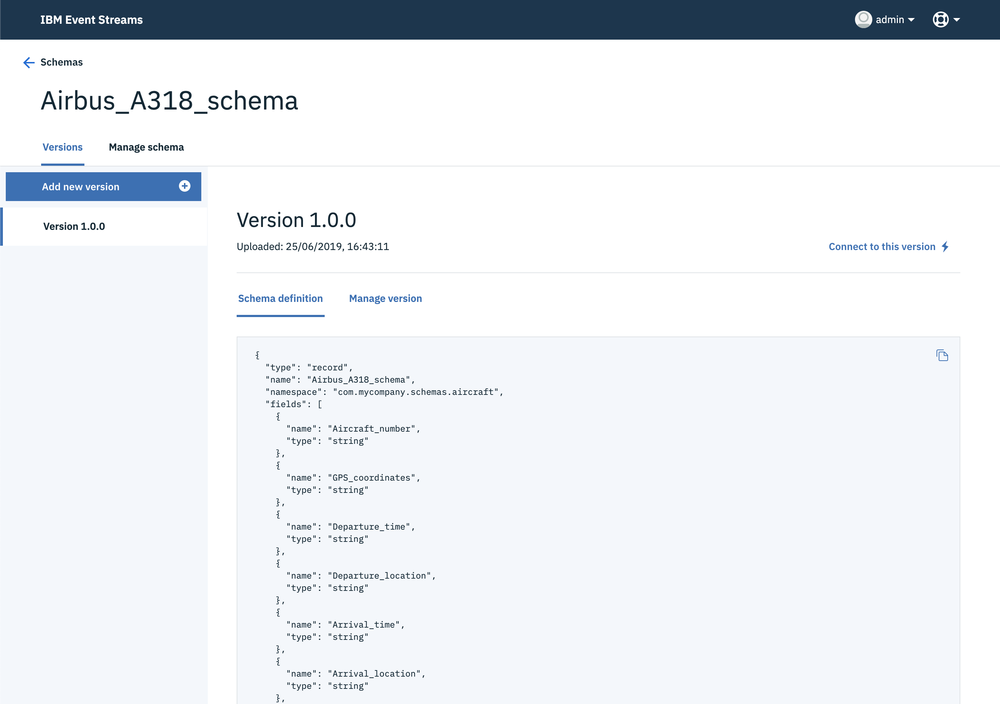 IBM Event Streams
admin
Schemas
Airbus_A318_schema
Versions
Manage schema
Add new version
Version 1.0.0
Version 1.0.0
Uploaded: 25/06/2019, 16:43:11
Connect to this version
Schema definition
Manage version
{
  "type": "record",
  "name": "Airbus_A318_schema",
  "namespace": "com.mycompany.schemas.aircraft",
  "fields": [
    {
      "name": "Aircraft_number",
      "type": "string"
    },
    {
      "name": "GPS_coordinates",
      "type": "string"
    },
    {
      "name": "Departure_time",
      "type": "string"
    },
    {
      "name": "Departure_location",
      "type": "string"
    },
    {
      "name": "Arrival_time",
      "type": "string"
    },
    {
      "name": "Arrival_location",
      "type": "string"
    },